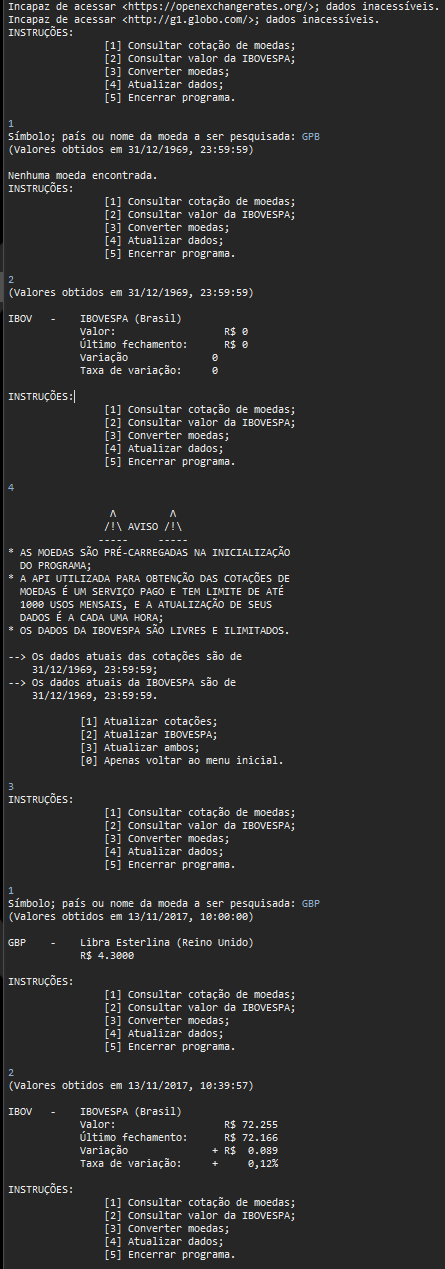 Incapaz de acessar <https://openexchangerates.org/>; dados inacessíveis.
Incapaz de acessar <http://g1.globo.com/>; dados inacessíveis.
INSTRUÇÕES:
[1] Consultar cotação de moedas;
[2] Consultar valor da IBOVESPA;
[3] Converter moedas;
[4] Atualizar dados;
[5] Encerrar programa.
1
Símbolo; país ou nome da moeda a ser pesquisada: GPB
(Valores obtidos em 31/12/1969, 23:59:59)
Nenhuma moeda encontrada.
INSTRUÇÕES:
[1] Consultar cotação de moedas;
[2] Consultar valor da IBOVESPA;
[3] Converter moedas;
[4] Atualizar dados;
[5] Encerrar programa.
2
(Valores obtidos em 31/12/1969, 23:59:59)
IBOV - IBOVESPA (Brasil)
Valor: R$ 0
Último fechamento: R$ 0
Variação 0
Taxa de variação: 0
INSTRUÇÕES:
[1] Consultar cotação de moedas;
[2] Consultar valor da IBOVESPA;
[3] Converter moedas;
[4] Atualizar dados;
[5] Encerrar programa.
4
/\ /\
/!\ AVISO /!\
----- -----
* AS MOEDAS SÃO PRÉ-CARREGADAS NA INICIALIZAÇÃO
DO PROGRAMA;
* A API UTILIZADA PARA OBTENÇÃO DAS COTAÇÕES DE
MOEDAS É UM SERVIÇO PAGO E TEM LIMITE DE ATÉ
1000 USOS MENSAIS, E A ATUALIZAÇÃO DE SEUS
DADOS É A CADA UMA HORA;
* OS DADOS DA IBOVESPA SÃO LIVRES E ILIMITADOS.
--> Os dados atuais das cotações são de
31/12/1969, 23:59:59;
--> Os dados atuais da IBOVESPA são de
31/12/1969, 23:59:59.
[1] Atualizar cotações;
[2] Atualizar IBOVESPA;
[3] Atualizar ambos;
[0] Apenas voltar ao menu inicial.
3
INSTRUÇÕES:
[1] Consultar cotação de moedas;
[2] Consultar valor da IBOVESPA;
[3] Converter moedas;
[4] Atualizar dados;
[5] Encerrar programa.
1
Símbolo; país ou nome da moeda a ser pesquisada: GBP
(Valores obtidos em 13/11/2017, 10:00:00)
GBP - Libra Esterlina (Reino Unido)
R$ 4.3000
INSTRUÇÕES:
[1] Consultar cotação de moedas;
[2] Consultar valor da IBOVESPA;
[3] Converter moedas;
[4] Atualizar dados;
[5] Encerrar programa.
2
(Valores obtidos em 13/11/2017, 10:39:57)
IBOV - IBOVESPA (Brasil)
Valor: R$ 72.255
Último fechamento: R$ 72.166
Variação + R$ 0.089
Taxa de variação: + 0,12%
INSTRUÇÕES:
[1] Consultar cotação de moedas;
[2] Consultar valor da IBOVESPA;
[3] Converter moedas;
[4] Atualizar dados;
[5] Encerrar programa.